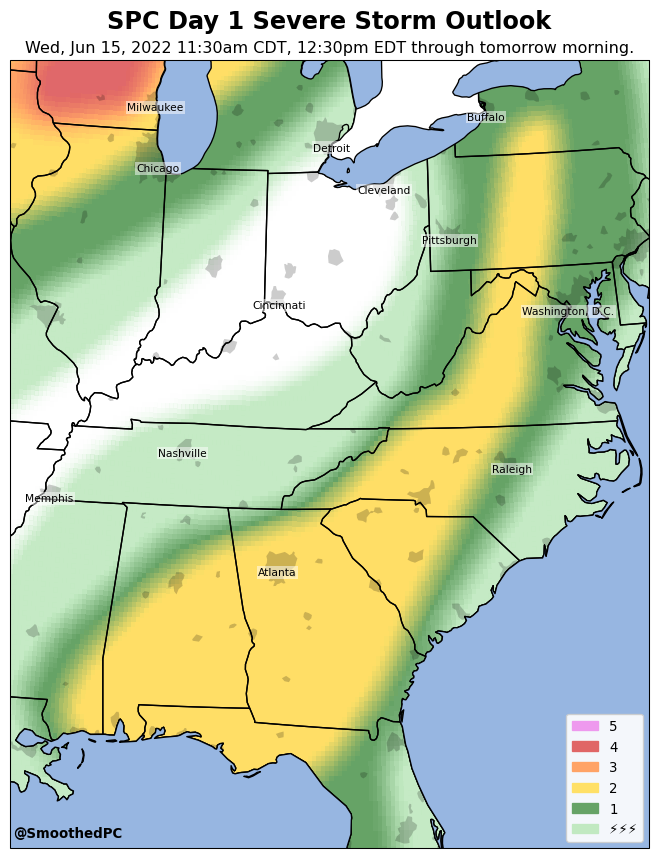 SPC Day 1 Severe Storm Outlook
Wed, Jun 15, 2022 11:30am CDT, 12:30pm EDT through tomorrow morning.
Milwaukee
Buffalo
Detroit
Chicago
Cleveland
Pittsburgh
Cincinnati
Washington, D.C.
Nashville
Raleigh
Memphis
Atlanta
5
4
3
2
1
⚡⚡⚡
@SmoothedPC